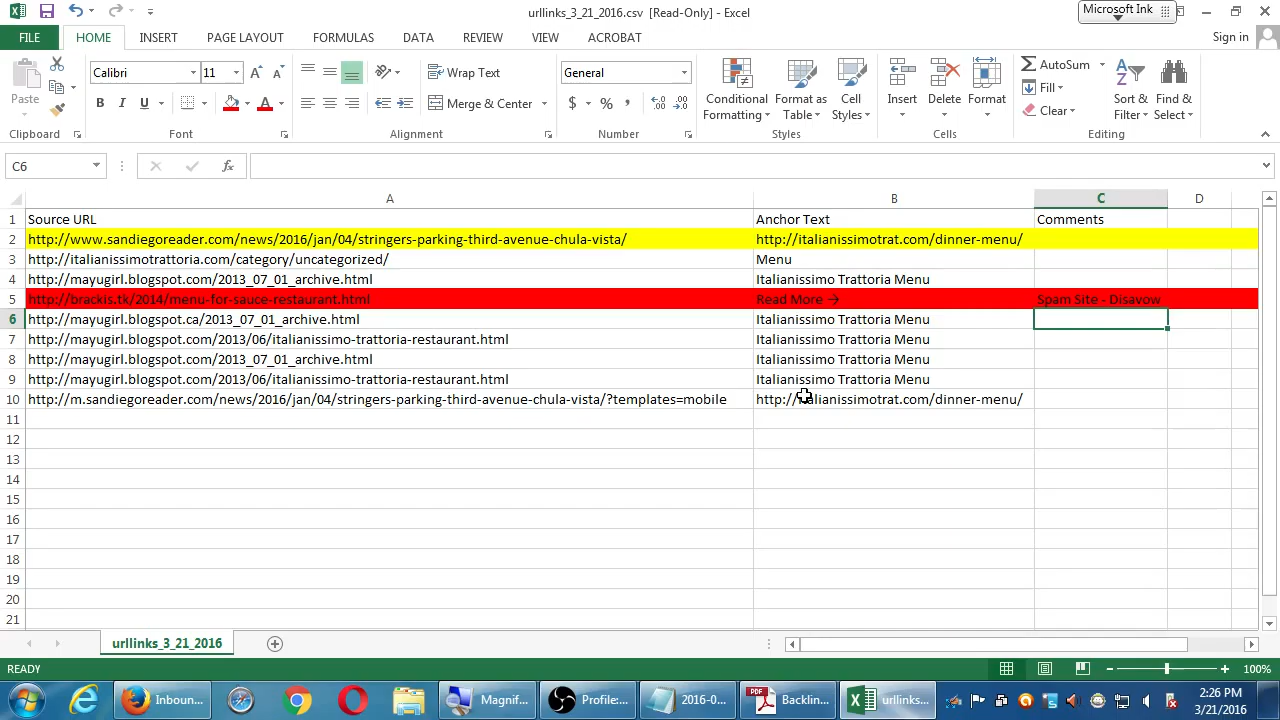 urllinks_3_21_2016.csv [Read-Only] - Excel
Microsoft Ink
FILE HOME INSERT PAGE LAYOUT FORMULAS DATA REVIEW VIEW ACROBAT Sign in
Calibri 11 Wrap Text General AutoSum
Paste Conditional Formatting Format as Table Cell Styles Insert Delete Format Fill Sort & Filter Find & Select
B I U Merge & Center $ % , Clear
Clipboard Font Alignment Number Styles Cells Editing
C6 fx
A B C D
1 Source URL Anchor Text Comments
2 http://www.sandiegoreader.com/news/2016/jan/04/stringers-parking-third-avenue-chula-vista/ http://italianissimotrat.com/dinner-menu/
3 http://italianissimotrattoria.com/category/uncategorized/ Menu
4 http://mayugirl.blogspot.com/2013_07_01_archive.html Italianissimo Trattoria Menu
5 http://brackis.tk/2014/menu-for-sauce-restaurant.html Read More → Spam Site - Disavow
6 http://mayugirl.blogspot.ca/2013_07_01_archive.html Italianissimo Trattoria Menu
7 http://mayugirl.blogspot.com/2013/06/italianissimo-trattoria-restaurant.html Italianissimo Trattoria Menu
8 http://mayugirl.blogspot.com/2013_07_01_archive.html Italianissimo Trattoria Menu
9 http://mayugirl.blogspot.com/2013/06/italianissimo-trattoria-restaurant.html Italianissimo Trattoria Menu
10 http://m.sandiegoreader.com/news/2016/jan/04/stringers-parking-third-avenue-chula-vista/?templates=mobile http://italianissimotrat.com/dinner-menu/
11
12
13
14
15
16
17
18
19
20
21
urllinks_3_21_2016
READY 100%
Inboun... Magnif... Profile:... 2016-0... Backlin... urllinks... 2:26 PM
3/21/2016